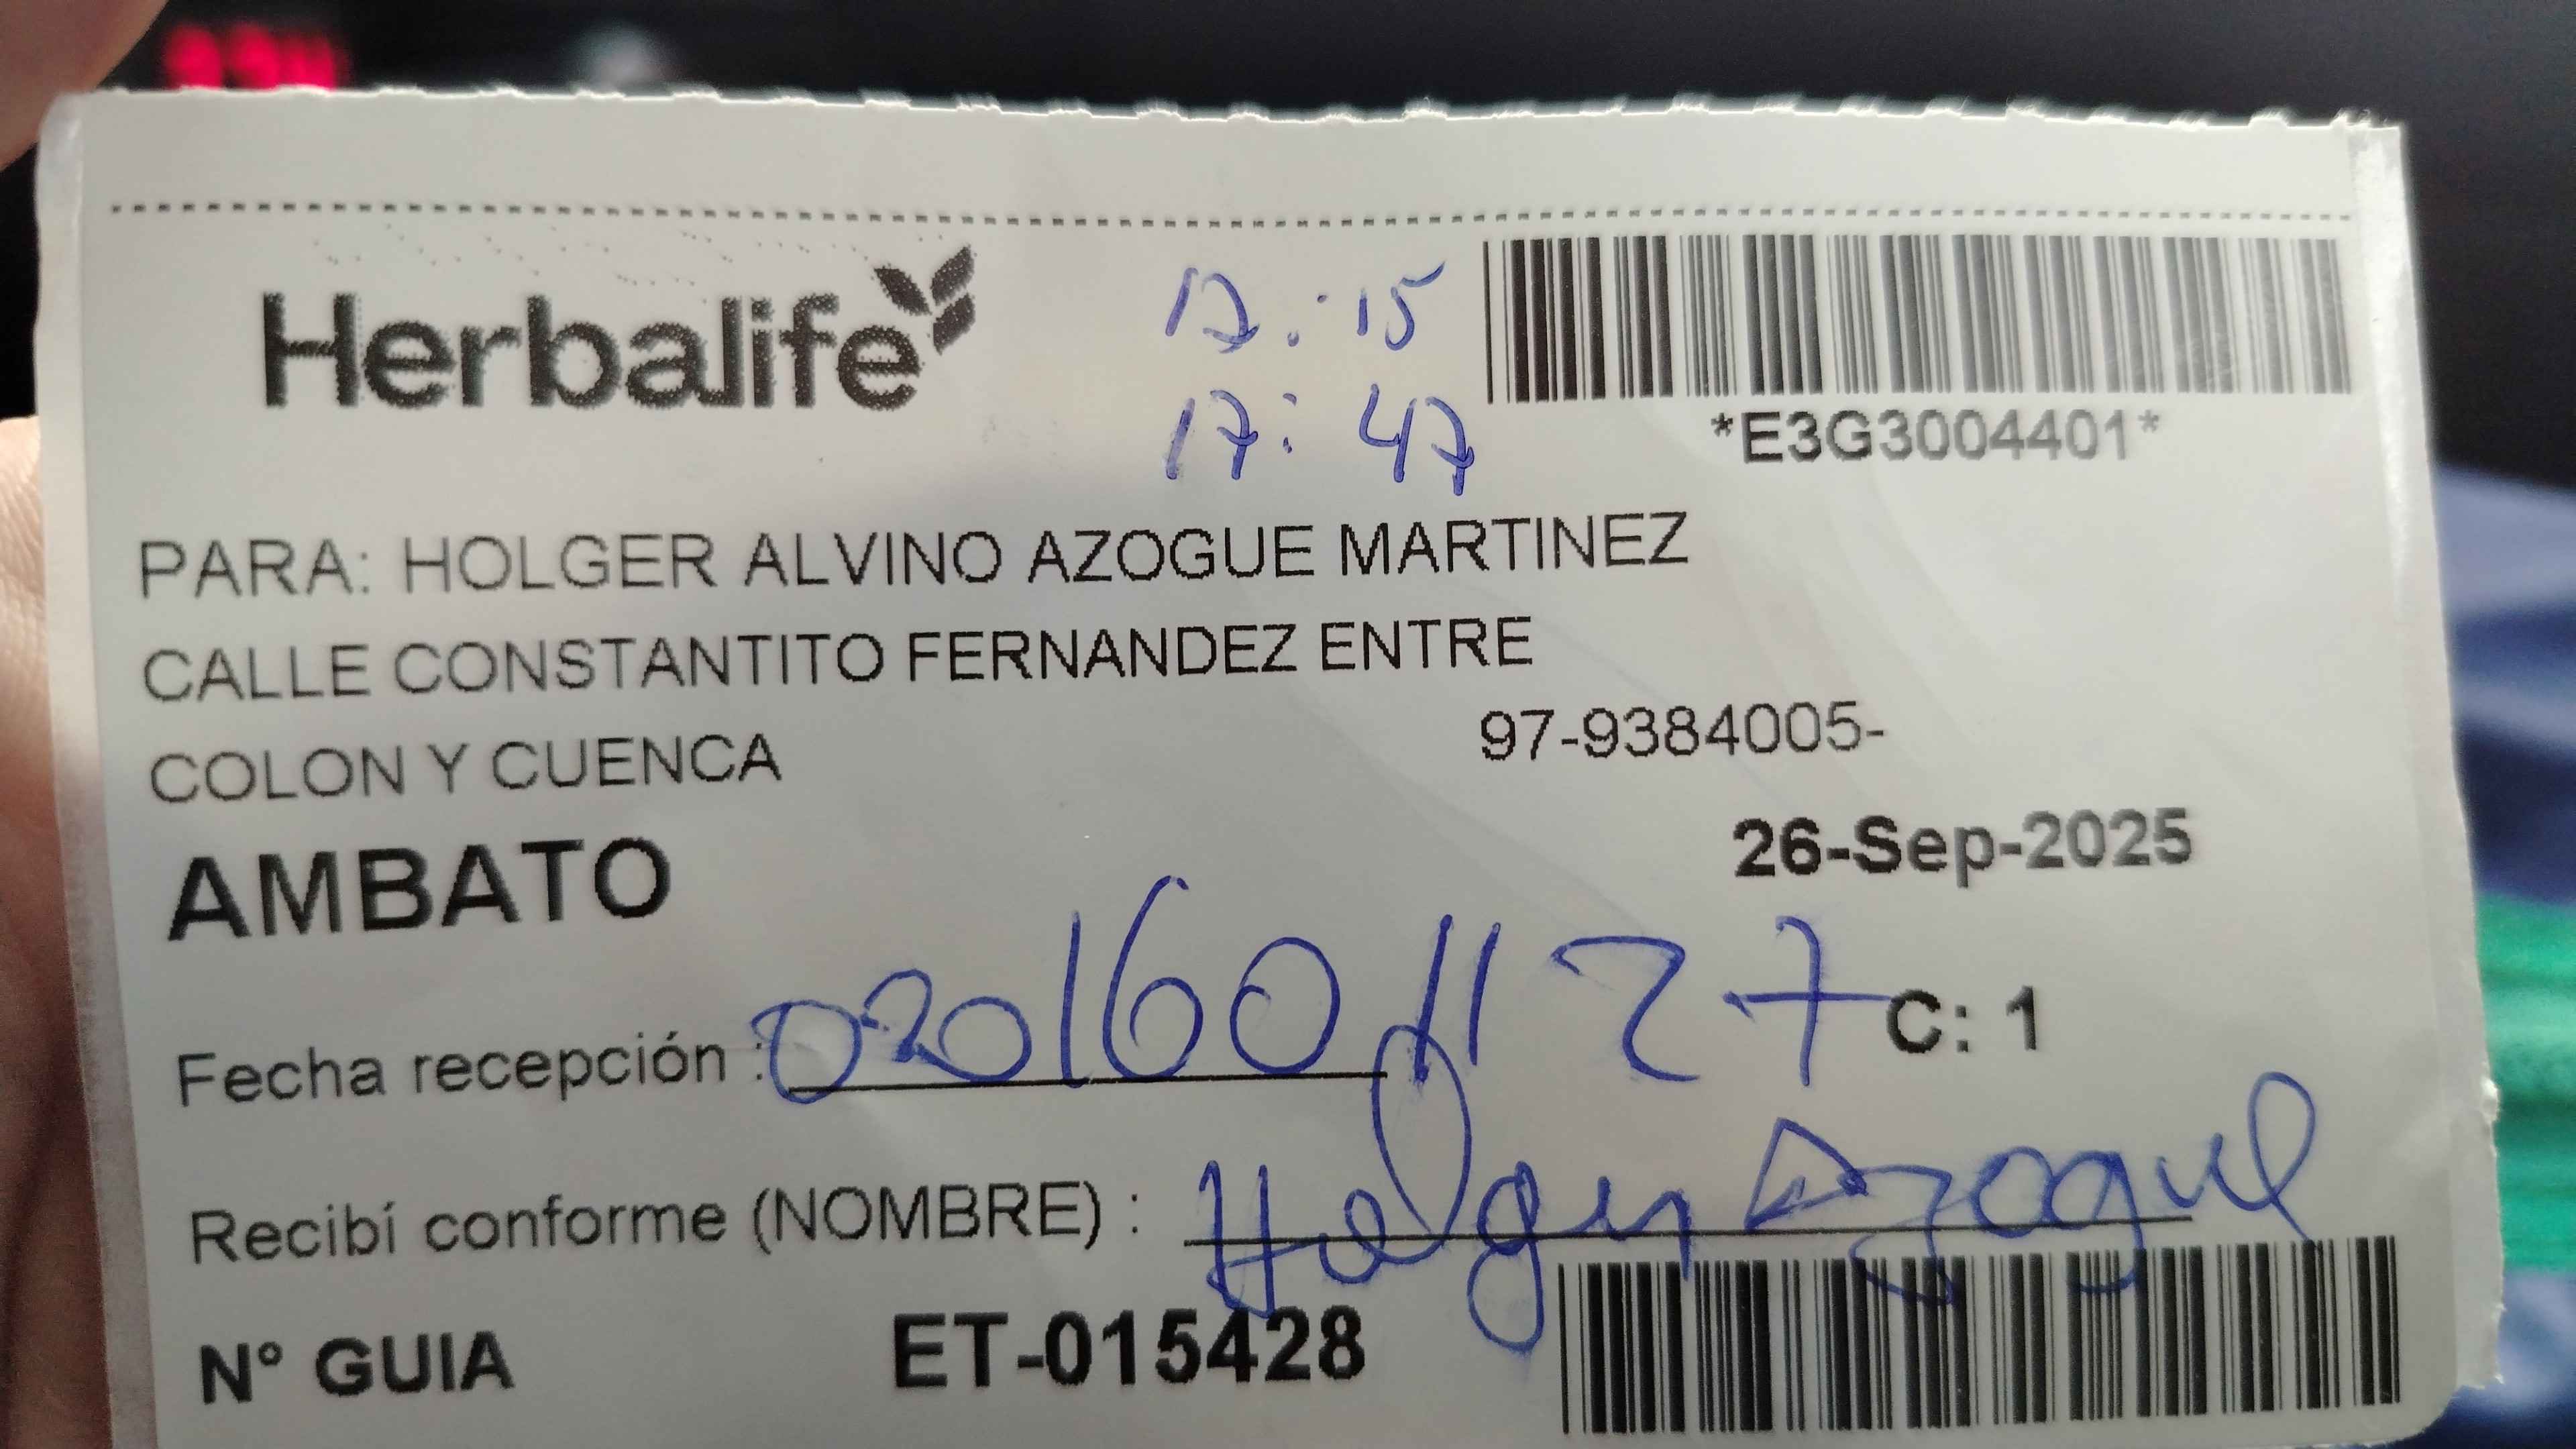 Herbalife
17:15
17:47
*E3G3004401*
PARA: HOLGER ALVINO AZOGUE MARTINEZ
CALLE CONSTANTITO FERNANDEZ ENTRE
COLON Y CUENCA
97-9384005-
AMBATO
26-Sep-2025
Fecha recepción : 0201601127
C: 1
Recibí conforme (NOMBRE) : Holger Azogue
N° GUIA ET-015428